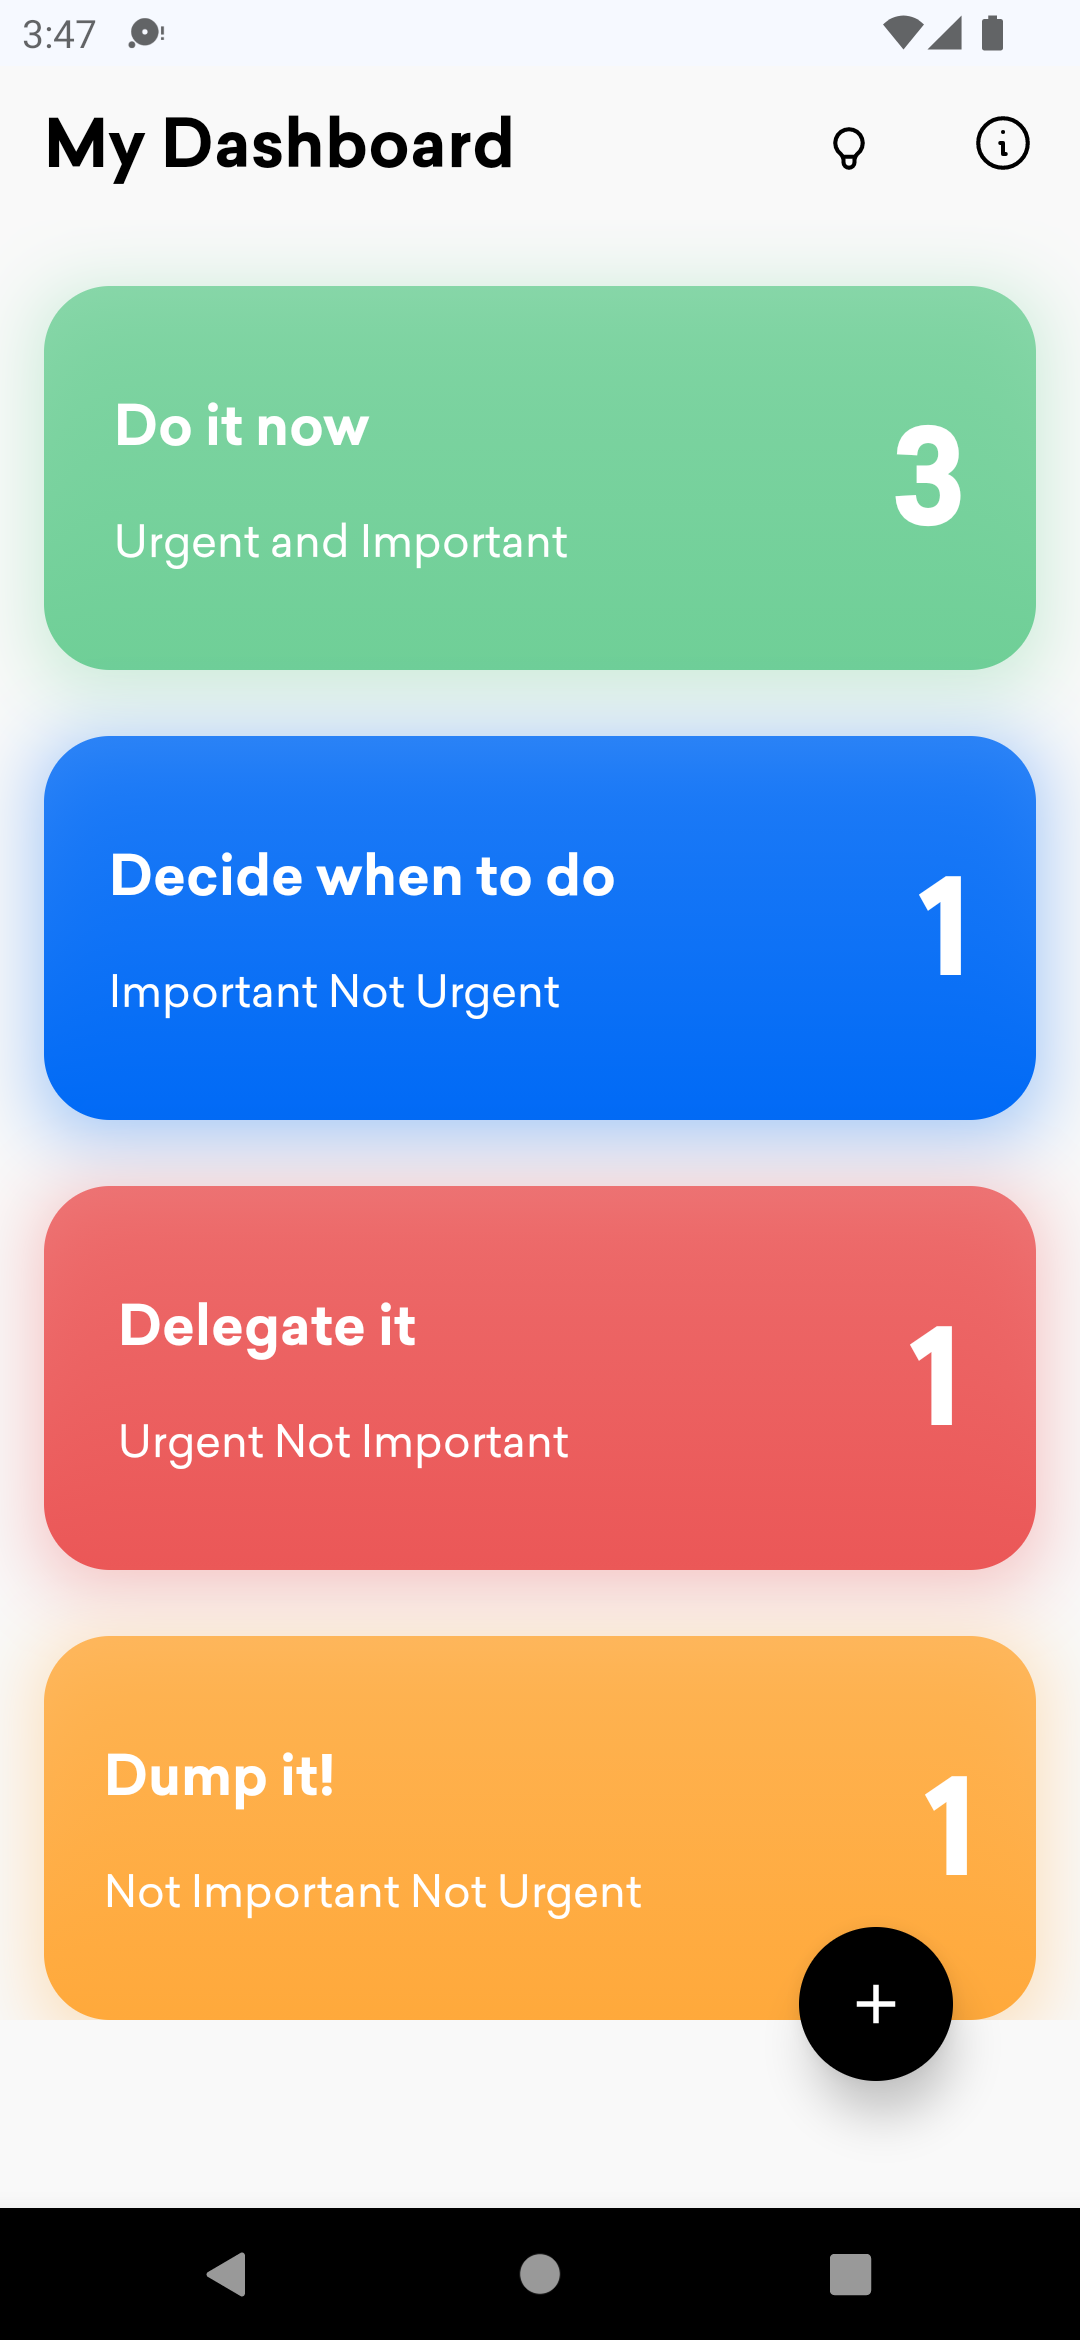 3:47
My Dashboard
Do it now
3
Urgent and Important
Decide when to do
1
Important Not Urgent
Delegate it
1
Urgent Not Important
Dump it!
1
Not Important Not Urgent